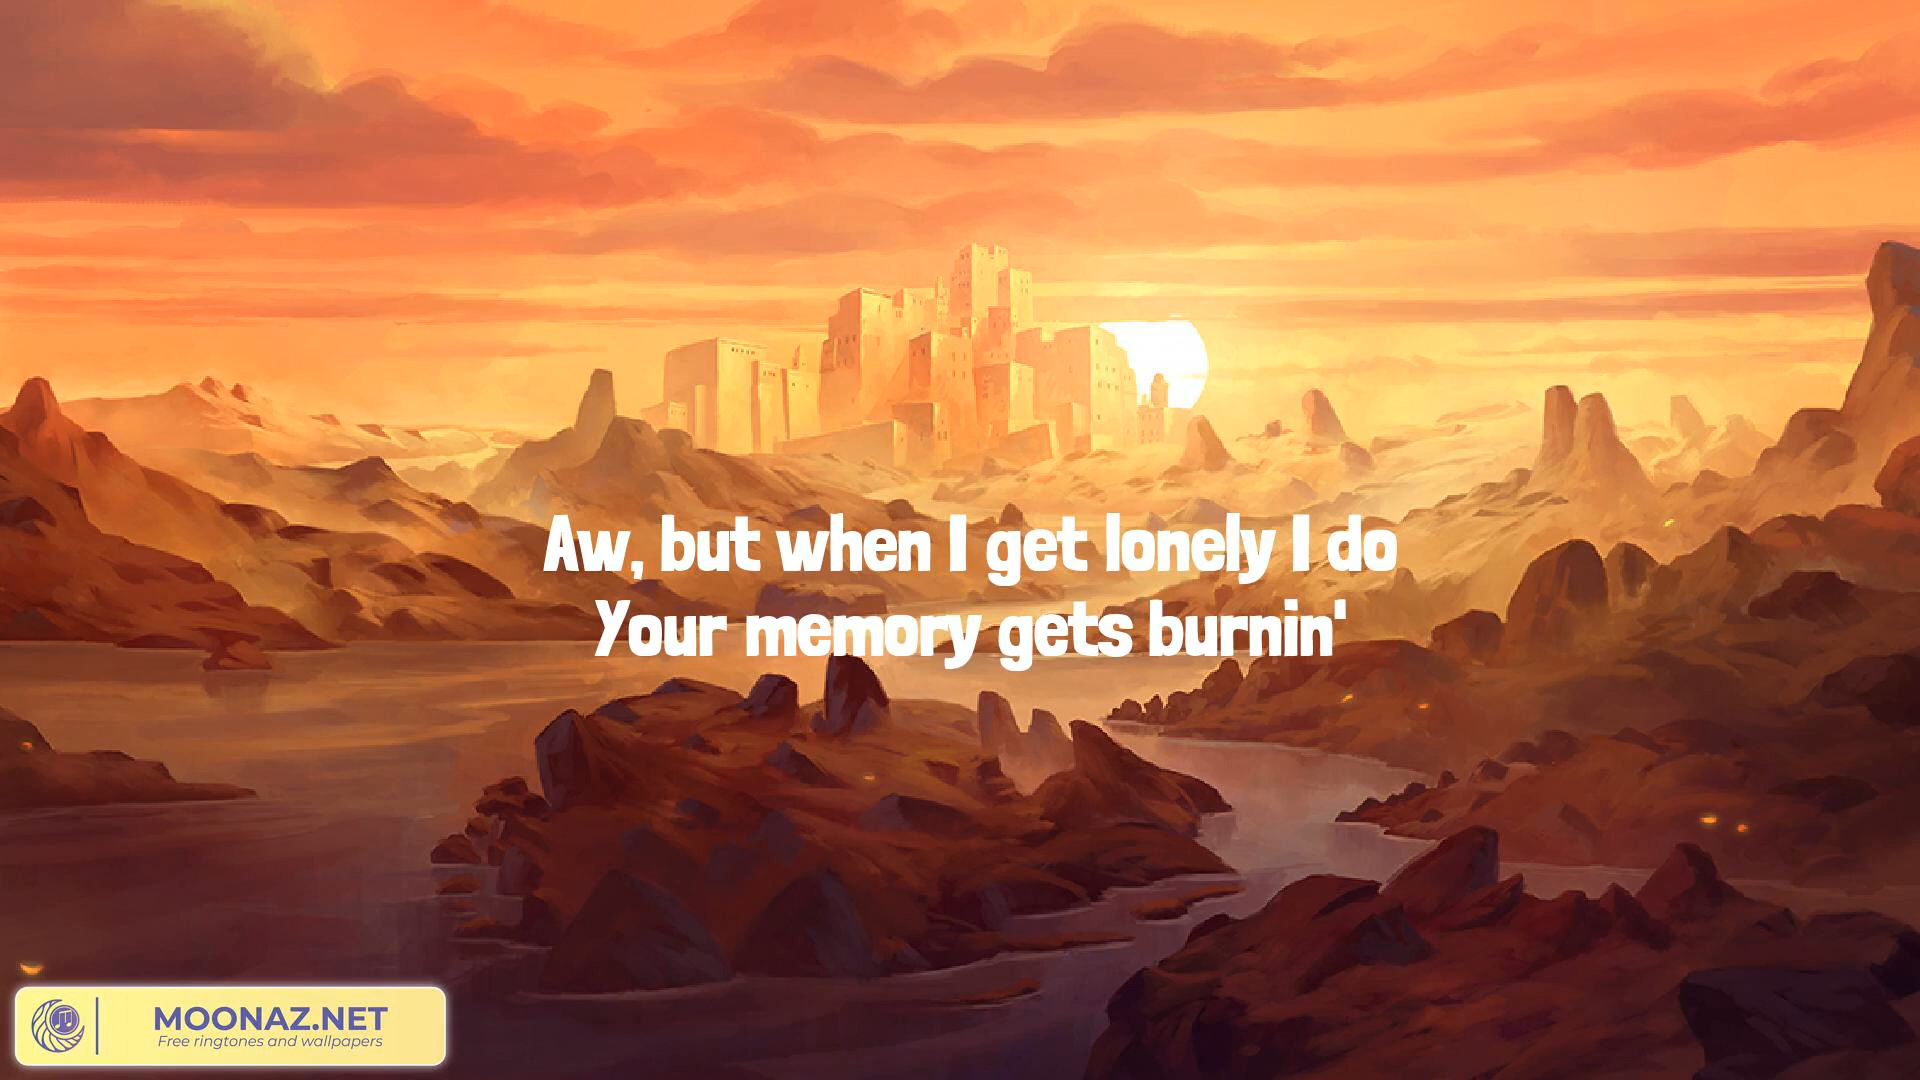 Aw, but when I get lonely I do
Your memory gets burnin'
MOONAZ.NET
Free ringtones and wallpapers